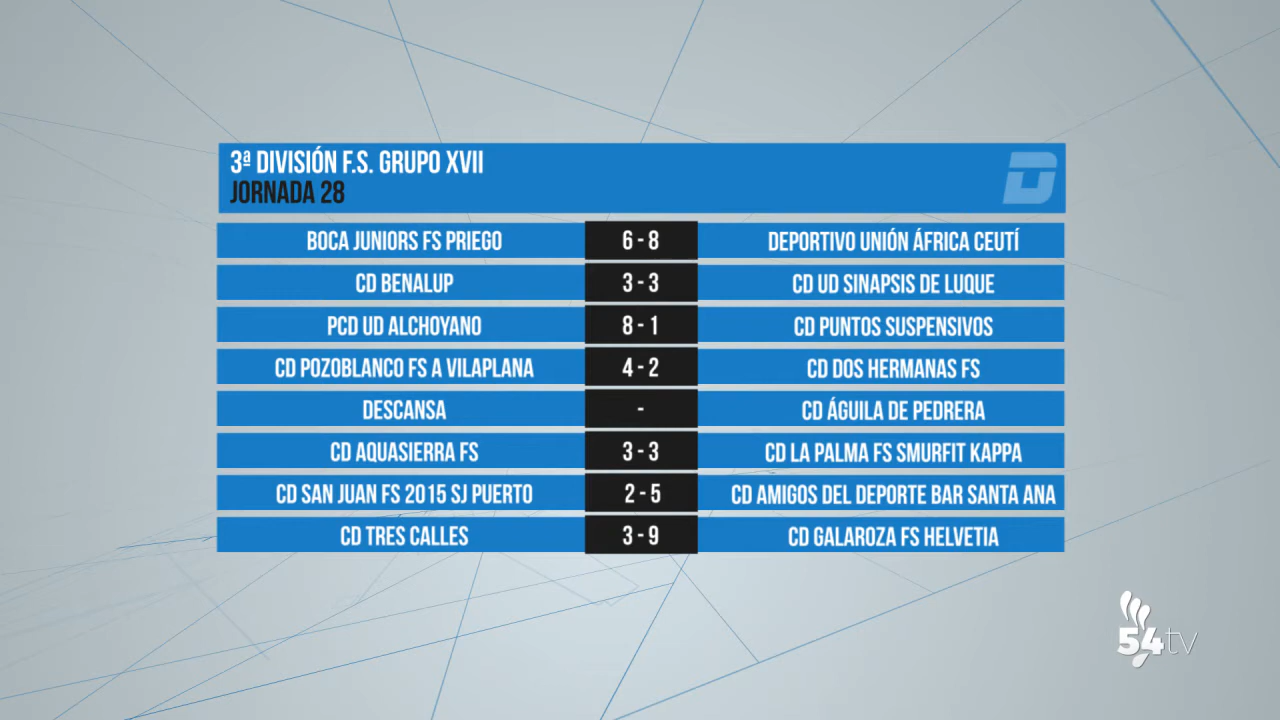 3ª DIVISIÓN F.S. GRUPO XVII
JORNADA 28
BOCA JUNIORS FS PRIEGO 6 - 8 DEPORTIVO UNIÓN ÁFRICA CEUTÍ
CD BENALUP 3 - 3 CD UD SINAPSIS DE LUQUE
PCD UD ALCHOYANO 8 - 1 CD PUNTOS SUSPENSIVOS
CD POZOBLANCO FS A VILAPLANA 4 - 2 CD DOS HERMANAS FS
DESCANSA - CD ÁGUILA DE PEDRERA
CD AQUASIERRA FS 3 - 3 CD LA PALMA FS SMURFIT KAPPA
CD SAN JUAN FS 2015 SJ PUERTO 2 - 5 CD AMIGOS DEL DEPORTE BAR SANTA ANA
CD TRES CALLES 3 - 9 CD GALAROZA FS HELVETIA
54tv